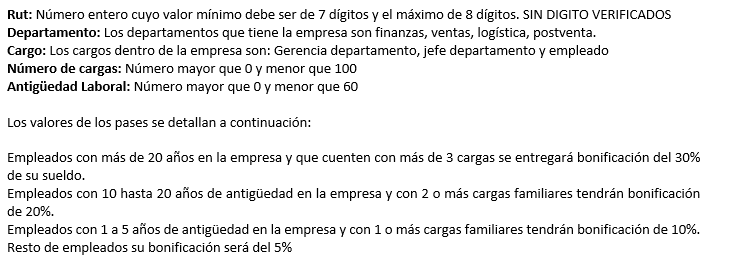 Rut: Número entero cuyo valor mínimo debe ser de 7 dígitos y el máximo de 8 dígitos. SIN DIGITO VERIFICADOS
Departamento: Los departamentos que tiene la empresa son finanzas, ventas, logística, postventa.
Cargo: Los cargos dentro de la empresa son: Gerencia departamento, jefe departamento y empleado
Número de cargas: Número mayor que 0 y menor que 100
Antigüedad Laboral: Número mayor que 0 y menor que 60
Los valores de los pases se detallan a continuación:
Empleados con más de 20 años en la empresa y que cuenten con más de 3 cargas se entregará bonificación del 30%
de su sueldo.
Empleados con 10 hasta 20 años de antigüedad en la empresa y con 2 o más cargas familiares tendrán bonificación
de 20%.
Empleados con 1 a 5 años de antigüedad en la empresa y con 1 o más cargas familiares tendrán bonificación de 10%.
Resto de empleados su bonificación será del 5%